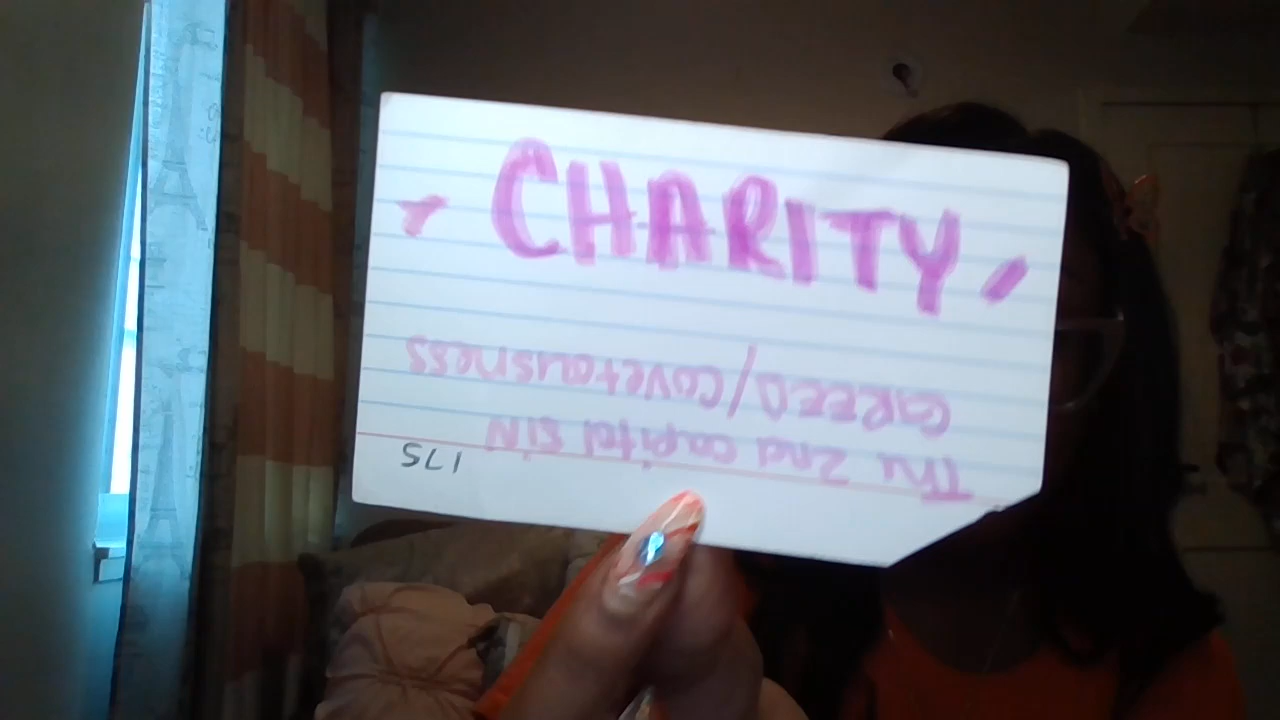 - CHARITY -
175
The 2nd capital siN
GREED/covetousness